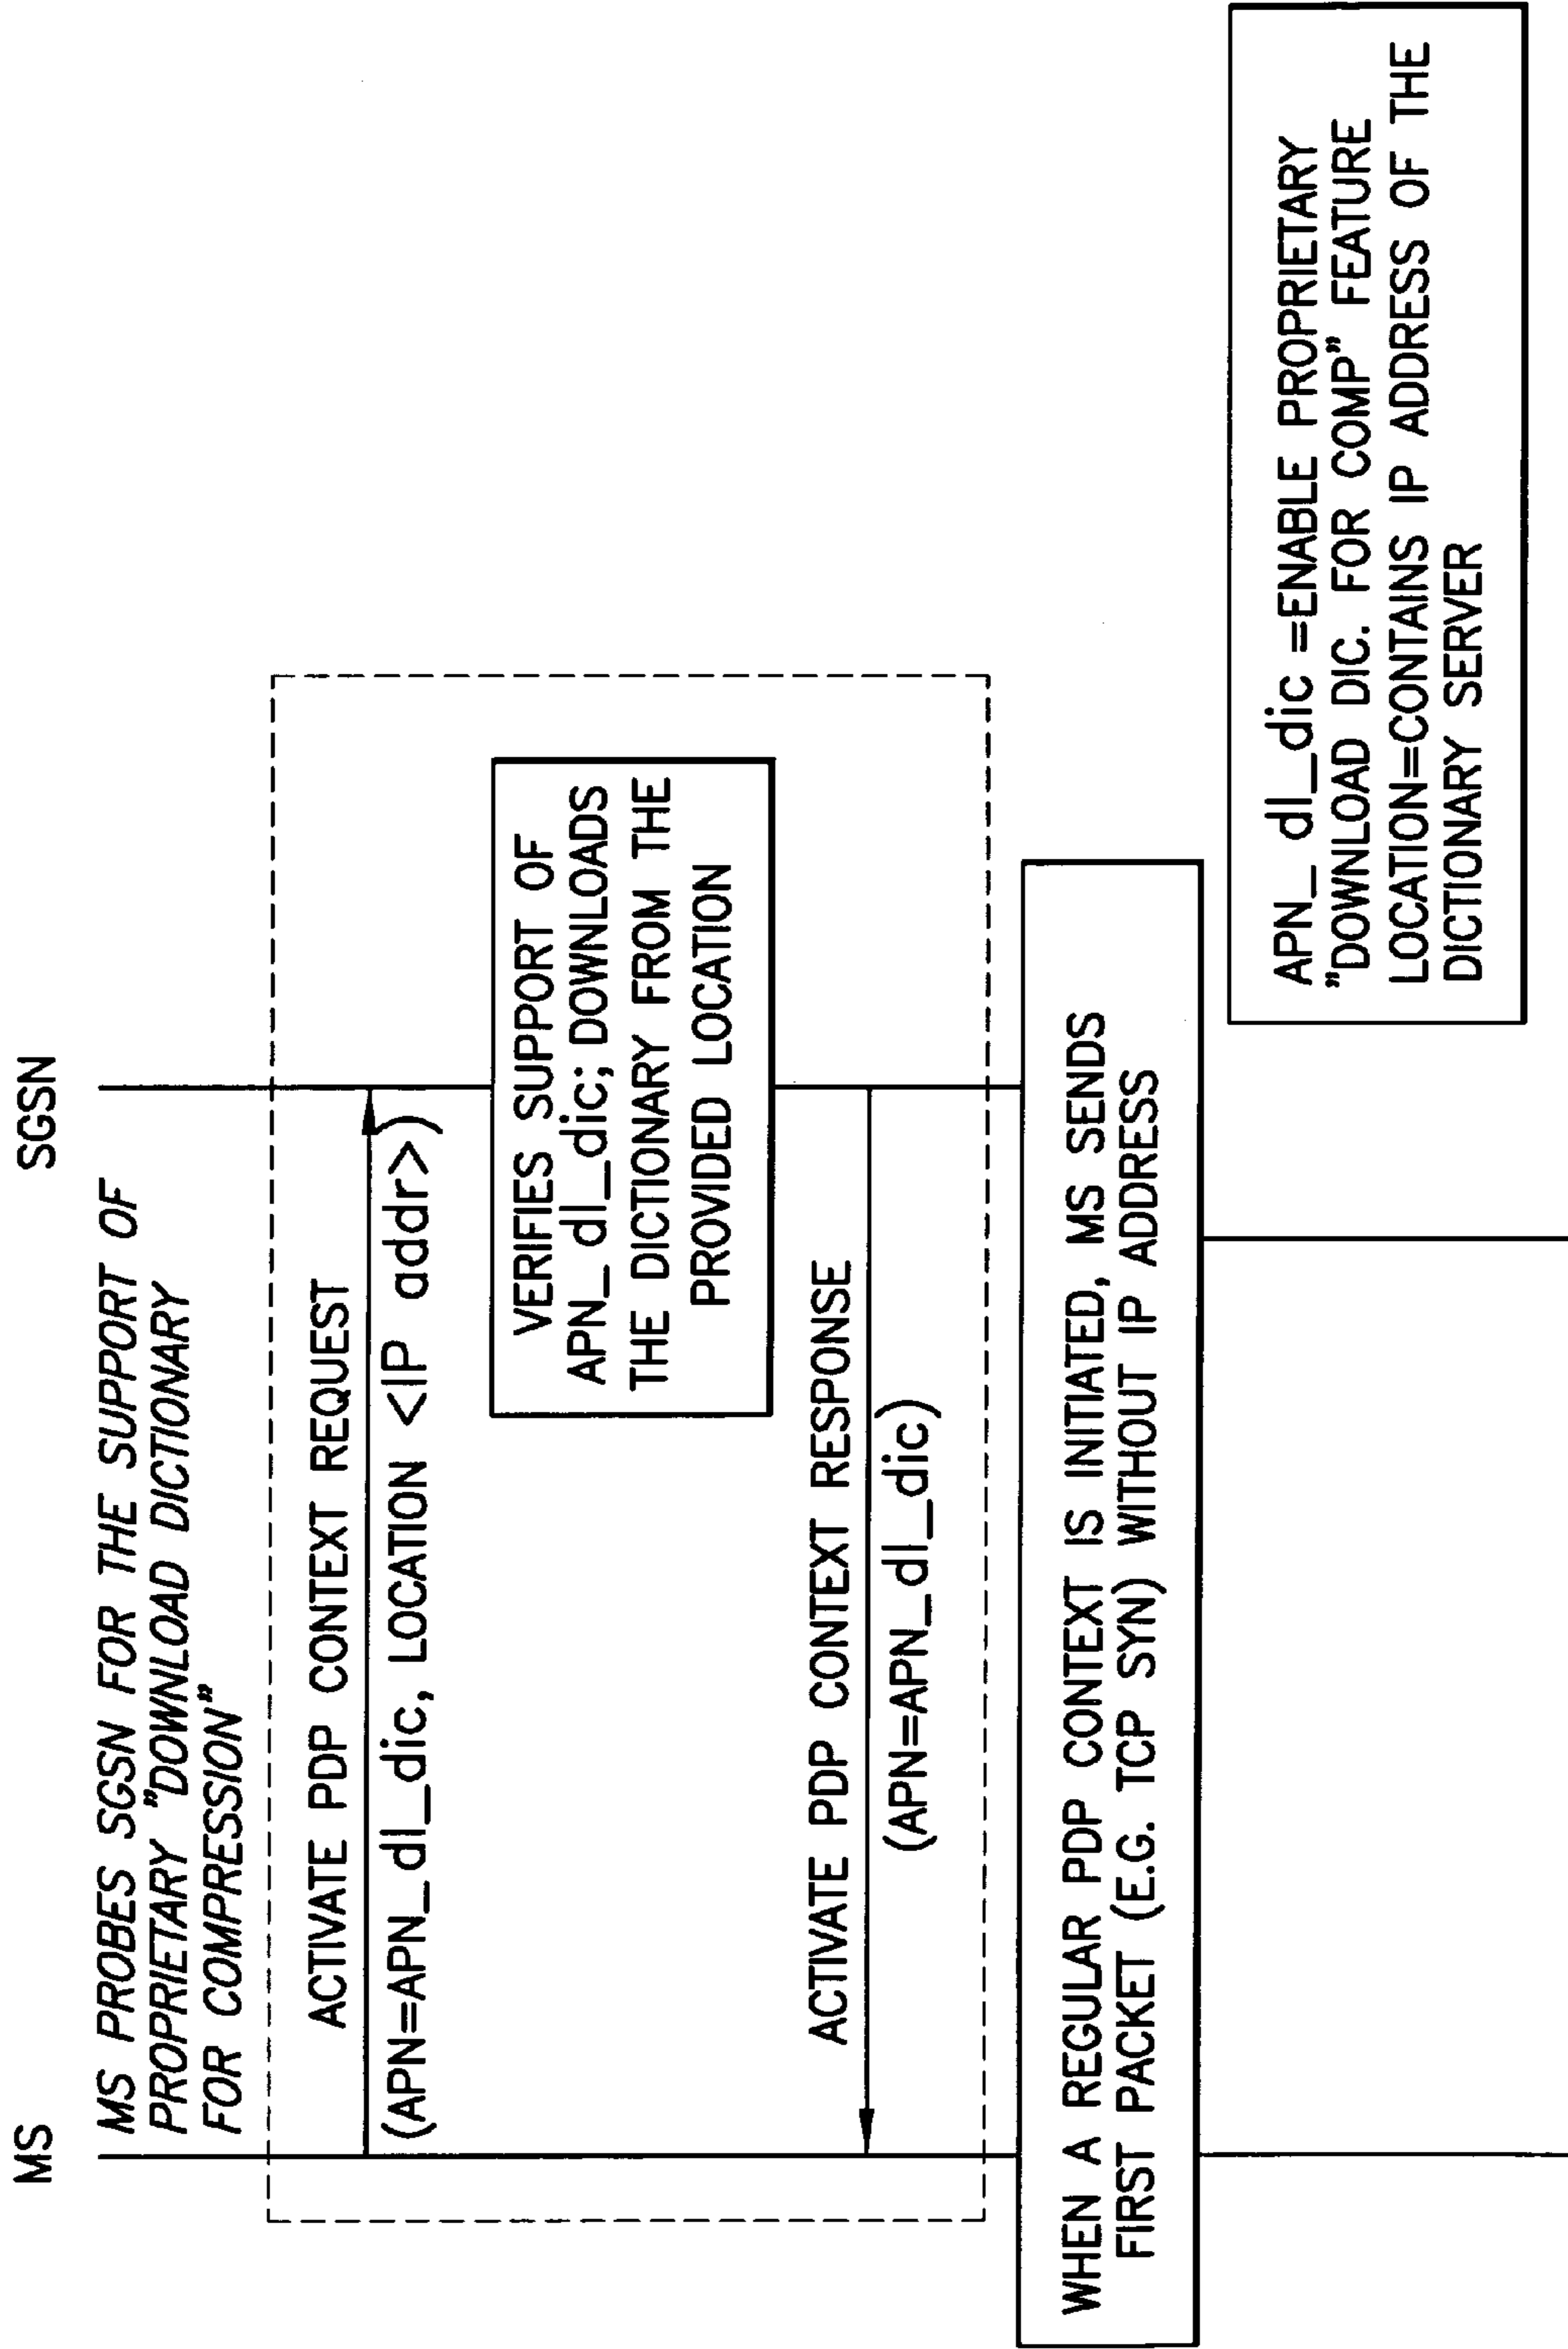 MS
SGSN
MS PROBES SGSN FOR THE SUPPORT OF
PROPRIETARY "DOWNLOAD DICTIONARY
FOR COMPRESSION"
ACTIVATE PDP CONTEXT REQUEST
(APN=APN_dl_dic, LOCATION <IP addr>)
VERIFIES SUPPORT OF
APN_dl_dic; DOWNLOADS
THE DICTIONARY FROM THE
PROVIDED LOCATION
ACTIVATE PDP CONTEXT RESPONSE
(APN=APN_dl_dic)
WHEN A REGULAR PDP CONTEXT IS INITIATED, MS SENDS
FIRST PACKET (E.G. TCP SYN) WITHOUT IP ADDRESS
APN_ dl_dic =ENABLE PROPRIETARY
"DOWNLOAD DIC. FOR COMP" FEATURE
LOCATION=CONTAINS IP ADDRESS OF THE
DICTIONARY SERVER